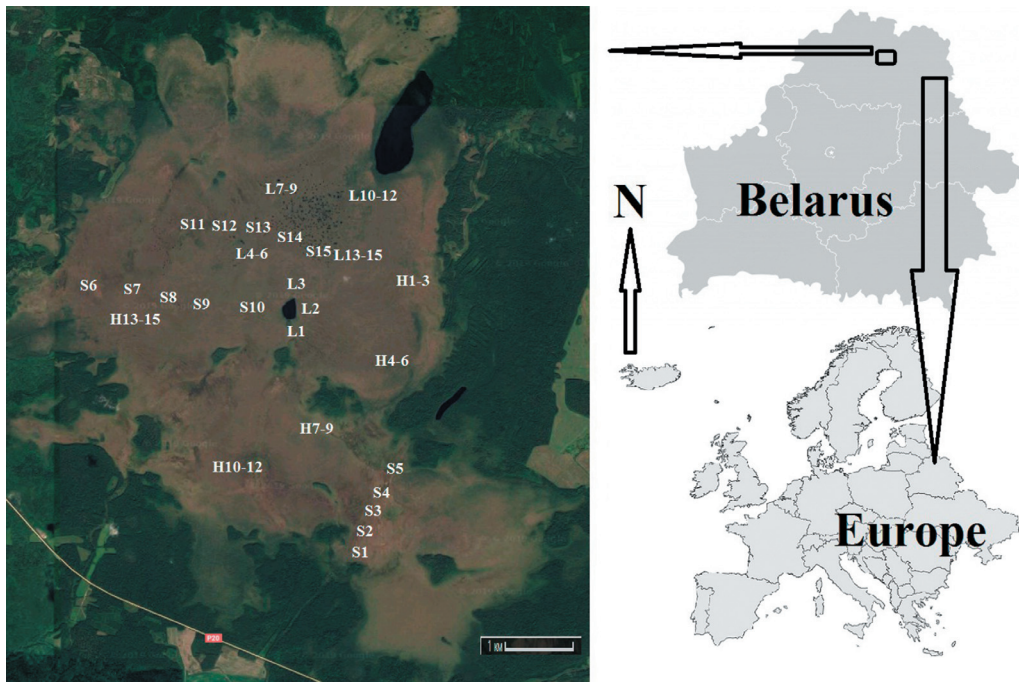 L7-9
L10-12
S11 S12 S13
S14
S15
L4-6
L13-15
S6 S7 S8 S9 S10
L3
L2
L1
H1-3
H13-15
H4-6
H7-9
H10-12
S5
S4
S3
S2
S1
P20
1 км
N
Belarus
Europe